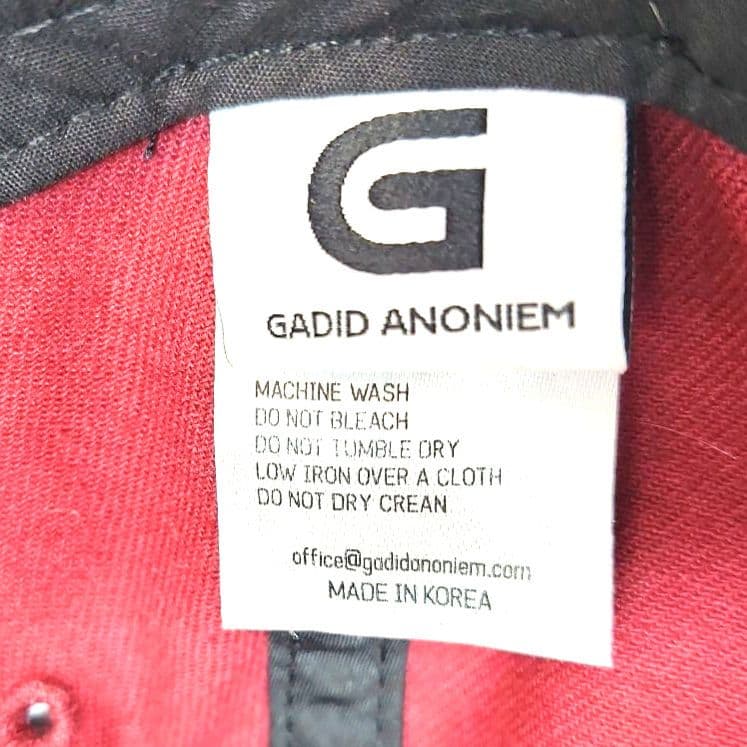 G
GADID ANONIEM
MACHINE WASH
DO NOT BLEACH
DO NOT TUMBLE DRY
LOW IRON OVER A CLOTH
DO NOT DRY CREAN
office@gadidanoniem.com
MADE IN KOREA